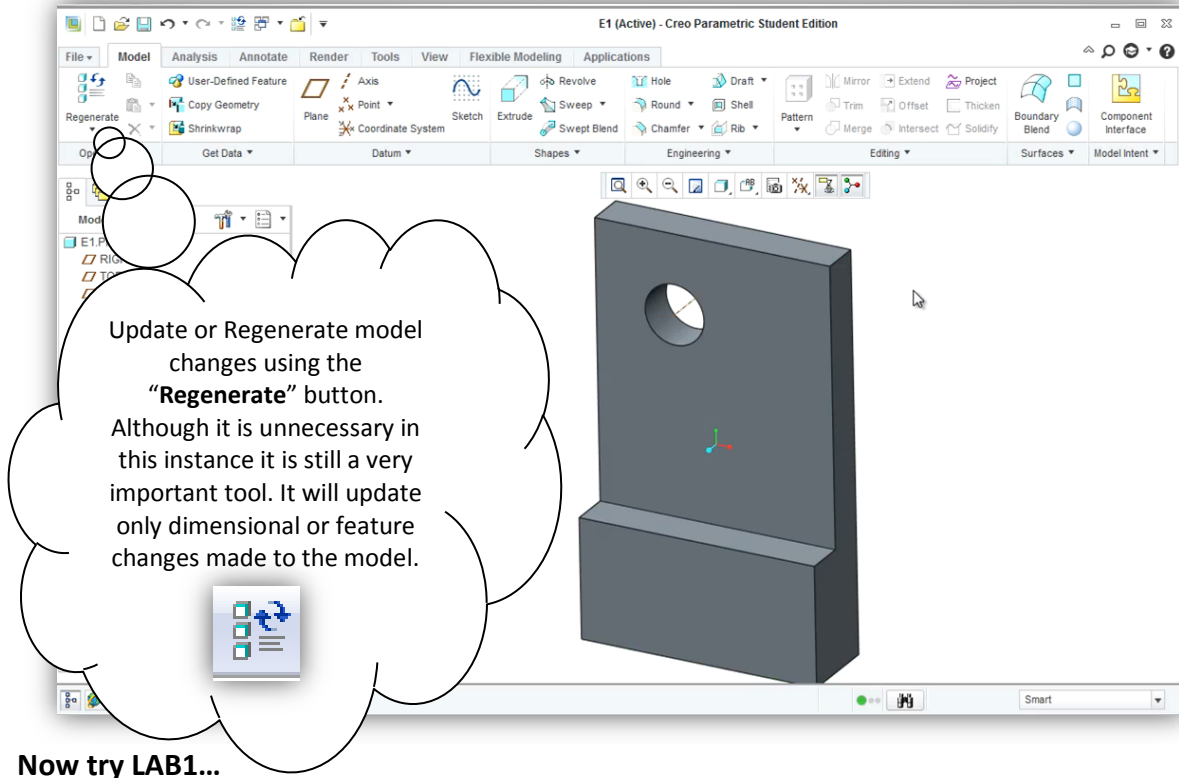 E1 (Active) - Creo Parametric Student Edition
File Model Analysis Annotate Render Tools View Flexible Modeling Applications
Regenerate
User-Defined Feature
Copy Geometry
Shrinkwrap
Plane
Axis
Point
Coordinate System
Sketch
Extrude
Revolve
Sweep
Swept Blend
Hole
Round
Chamfer
Draft
Shell
Rib
Pattern
Mirror
Extend
Project
Trim
Offset
Thicken
Merge
Intersect
Solidify
Boundary
Blend
Component
Interface
Get Data Datum Shapes Engineering Editing Surfaces Model Intent
E1.P
Update or Regenerate model
changes using the
“Regenerate” button.
Although it is unnecessary in
this instance it is still a very
important tool. It will update
only dimensional or feature
changes made to the model.
Smart
Now try LAB1...